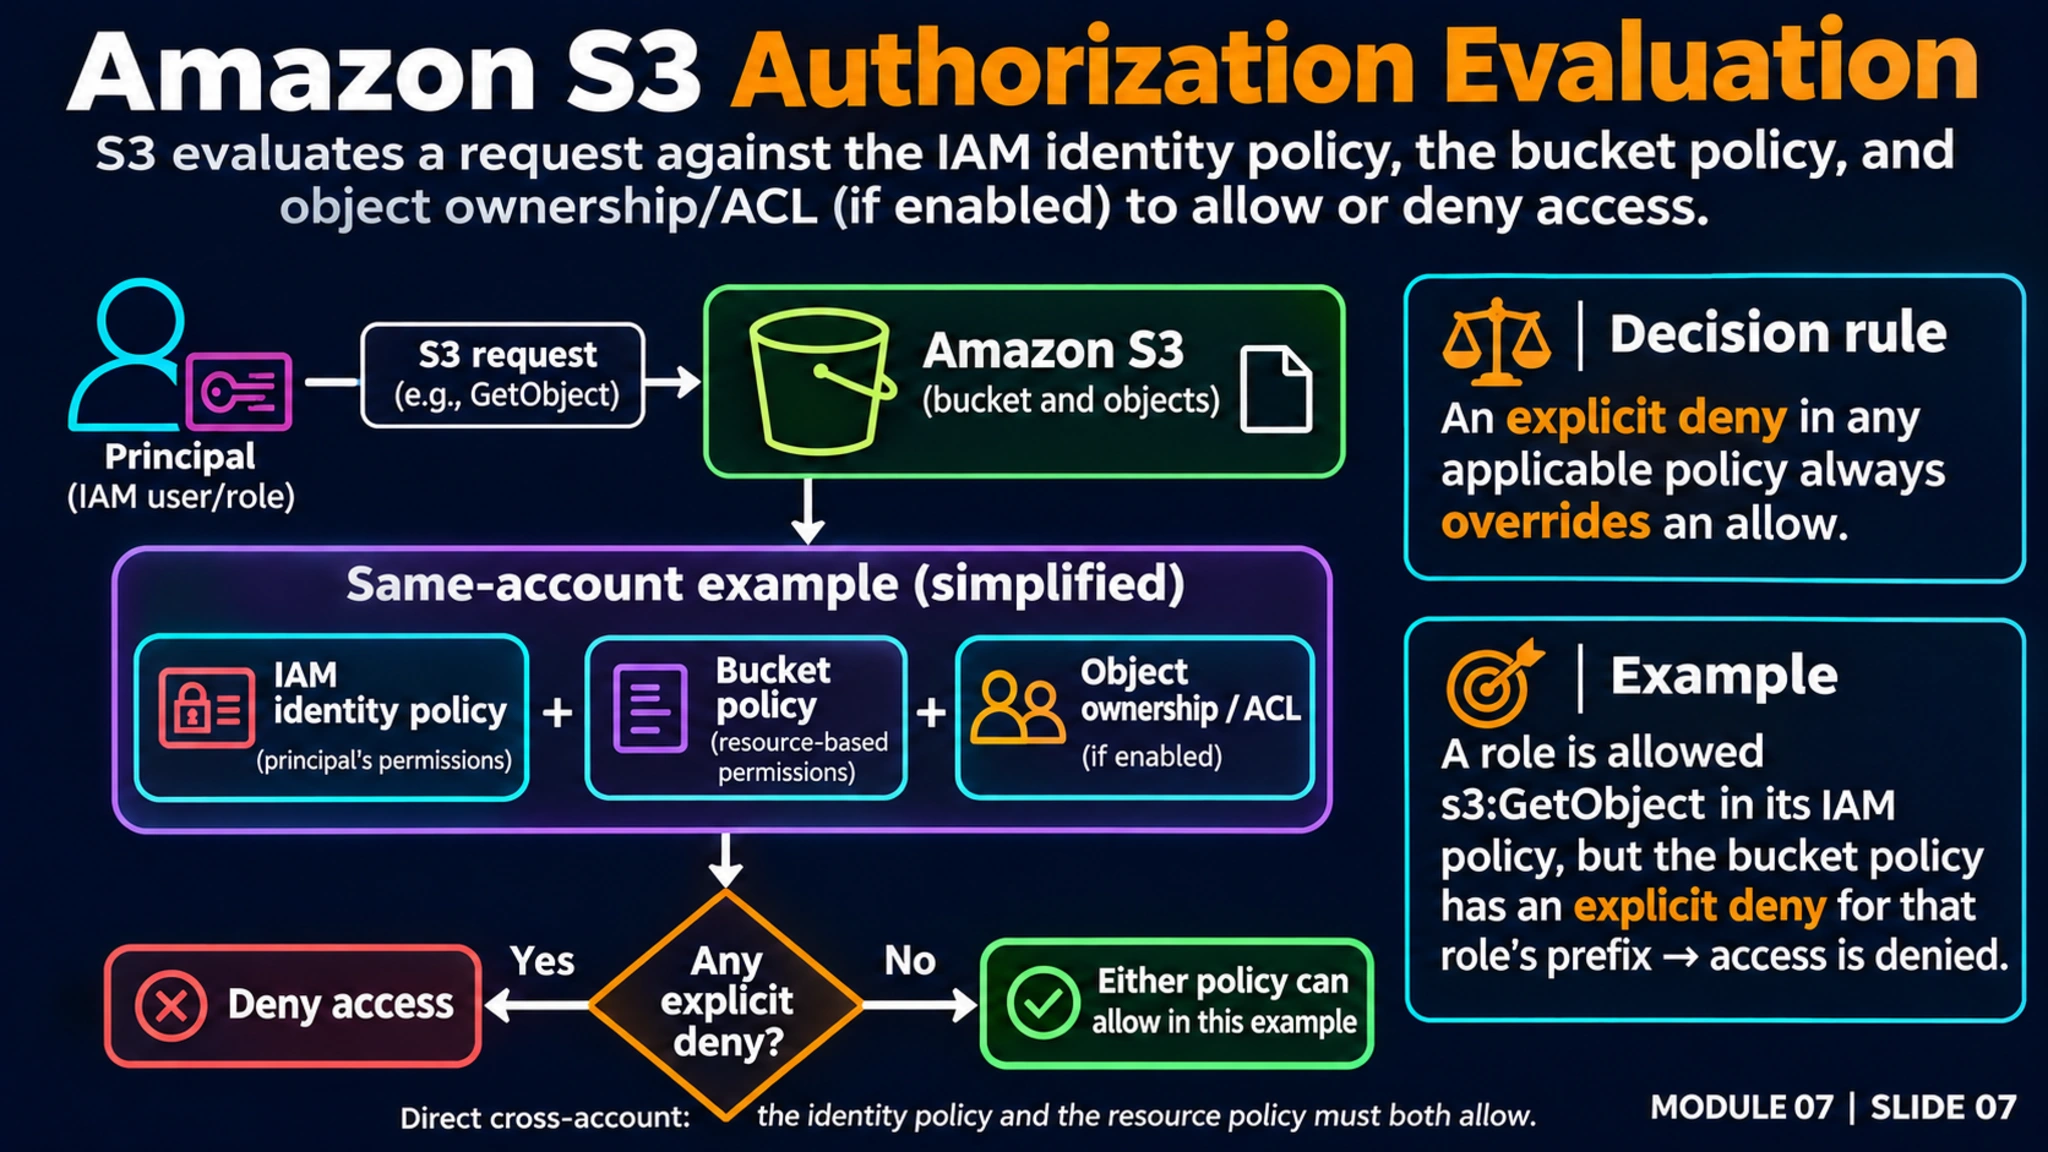 Amazon S3 Authorization Evaluation
S3 evaluates a request against the IAM identity policy, the bucket policy, and
object ownership/ACL (if enabled) to allow or deny access.
Principal
(IAM user/role)
S3 request
(e.g., GetObject)
Amazon S3
(bucket and objects)
Same-account example (simplified)
IAM
identity policy
(principal's permissions)
+
Bucket
policy
(resource-based
permissions)
+
Object
ownership / ACL
(if enabled)
Any
explicit
deny?
Yes
Deny access
No
Either policy can
allow in this example
Direct cross-account: the identity policy and the resource policy must both allow.
Decision rule
An explicit deny in any
applicable policy always
overrides an allow.
Example
A role is allowed
s3:GetObject in its IAM
policy, but the bucket policy
has an explicit deny for that
role's prefix → access is denied.
MODULE 07 | SLIDE 07